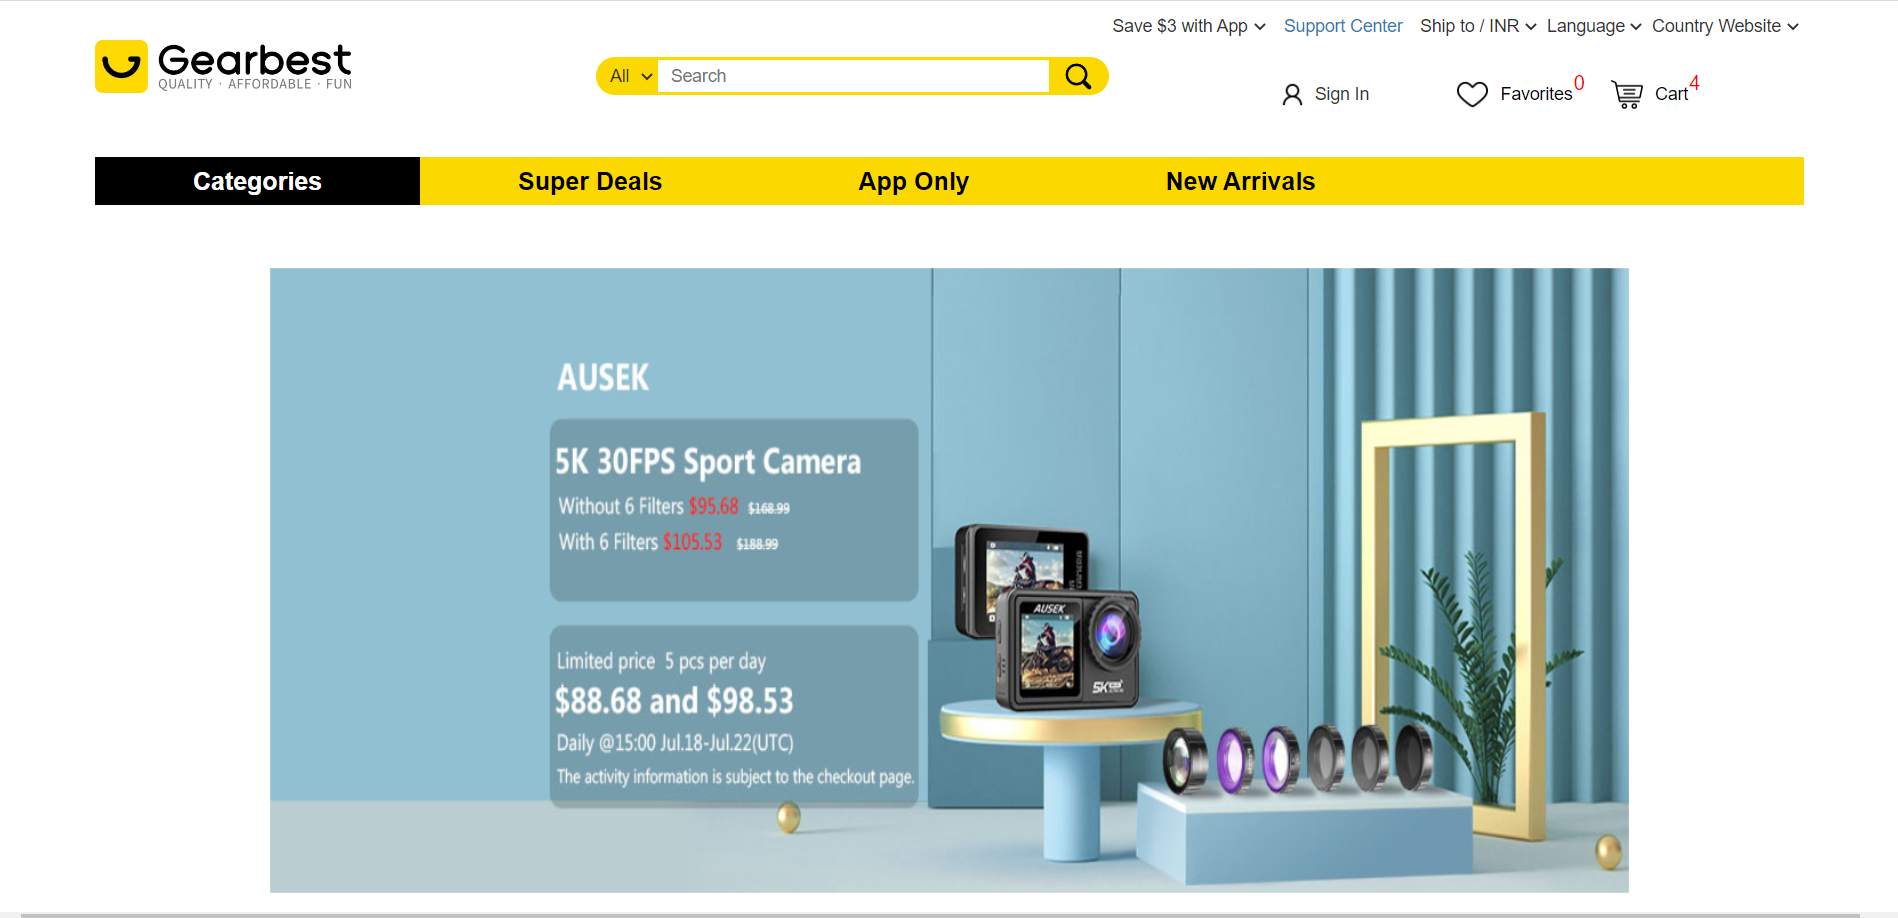 Save $3 with App Support Center Ship to / INR Language Country Website
Gearbest
QUALITY · AFFORDABLE · FUN
All Search
Sign In Favorites 0 Cart 4
Categories Super Deals App Only New Arrivals
AUSEK
5K 30FPS Sport Camera
Without 6 Filters $95.68 $168.99
With 6 Filters $105.53 $188.99
Limited price 5 pcs per day
$88.68 and $98.53
Daily @15:00 Jul.18-Jul.22(UTC)
The activity information is subject to the checkout page.
AUSEK
5K